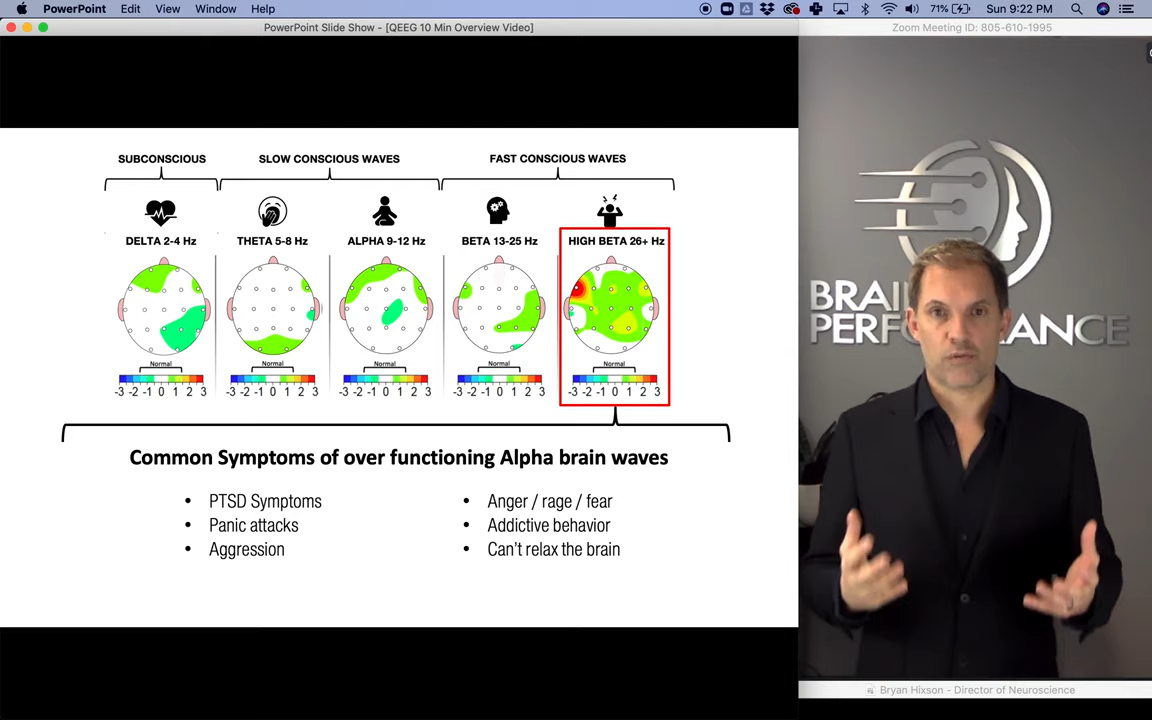 PowerPoint File Edit View Window Help 71% Sun 9:22 PM
PowerPoint Slide Show - [QEEG 10 Min Overview Video]
Zoom Meeting ID: 805-610-1995
SUBCONSCIOUS SLOW CONSCIOUS WAVES FAST CONSCIOUS WAVES
DELTA 2-4 Hz THETA 5-8 Hz ALPHA 9-12 Hz BETA 13-25 Hz HIGH BETA 26+ Hz
Normal Normal Normal Normal Normal
-3 -2 -1 0 1 2 3 -3 -2 -1 0 1 2 3 -3 -2 -1 0 1 2 3 -3 -2 -1 0 1 2 3 -3 -2 -1 0 1 2 3
Common Symptoms of over functioning Alpha brain waves
• PTSD Symptoms
• Panic attacks
• Aggression
• Anger / rage / fear
• Addictive behavior
• Can't relax the brain
BRAI
PERF MANCE
Bryan Hixson - Director of Neuroscience